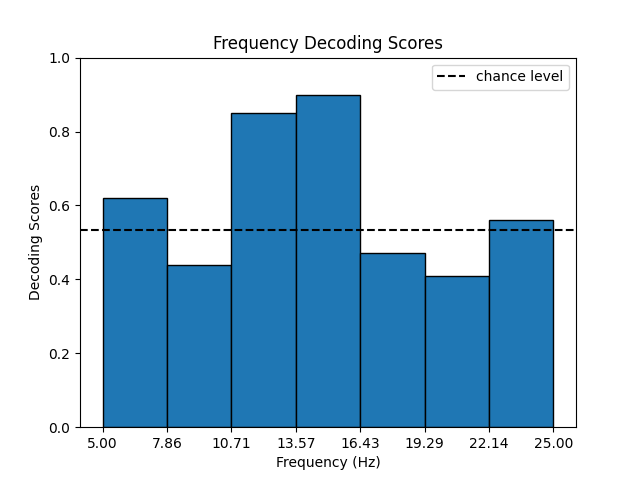 Frequency Decoding Scores
chance level
Decoding Scores
1.0
0.8
0.6
0.4
0.2
0.0
5.00 7.86 10.71 13.57 16.43 19.29 22.14 25.00
Frequency (Hz)